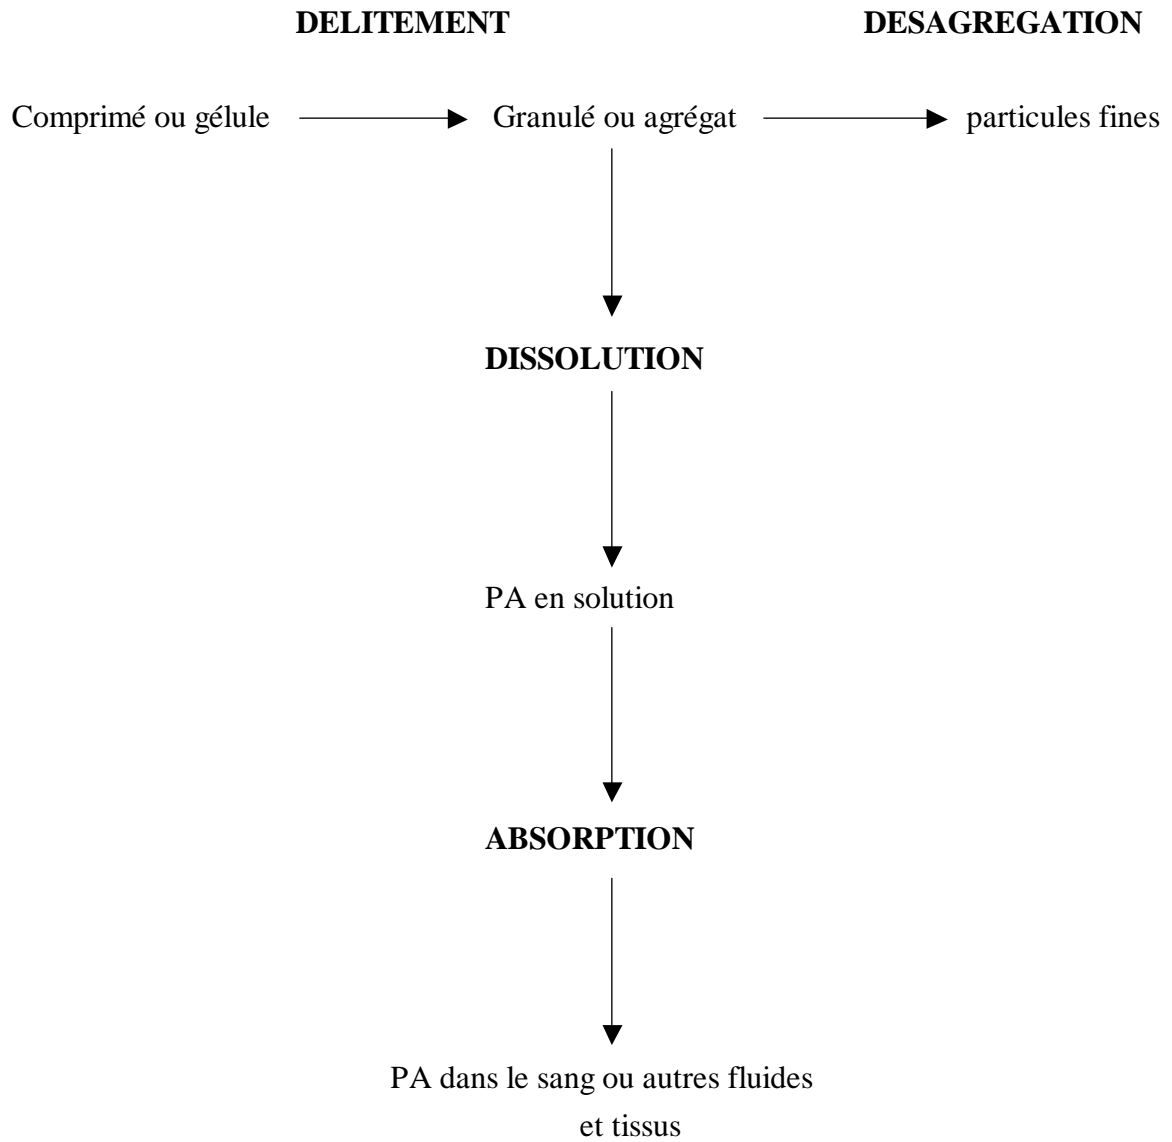 DELITEMENT DESAGREGATION
Comprimé ou gélule Granulé ou agrégat particules fines
DISSOLUTION
PA en solution
ABSORPTION
PA dans le sang ou autres fluides
et tissus